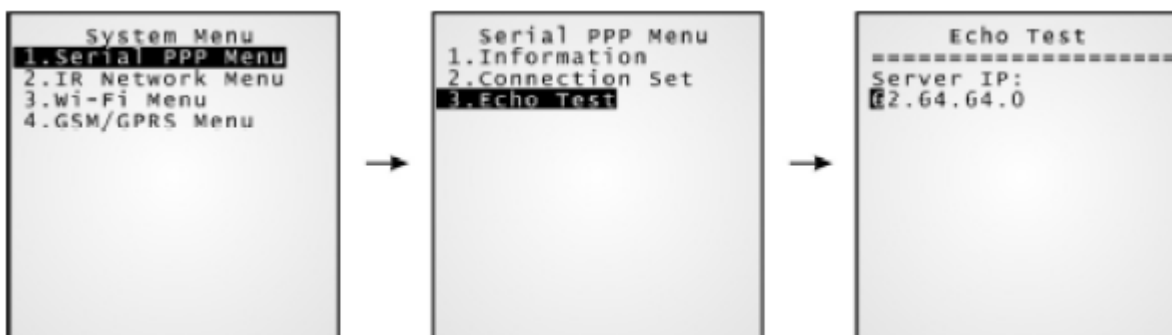 System Menu
1.Serial PPP Menu
2.IR Network Menu
3.Wi-Fi Menu
4.GSM/GPRS Menu
Serial PPP Menu
1.Information
2.Connection Set
3.Echo Test
Echo Test
====================
Server IP:
62.64.64.0